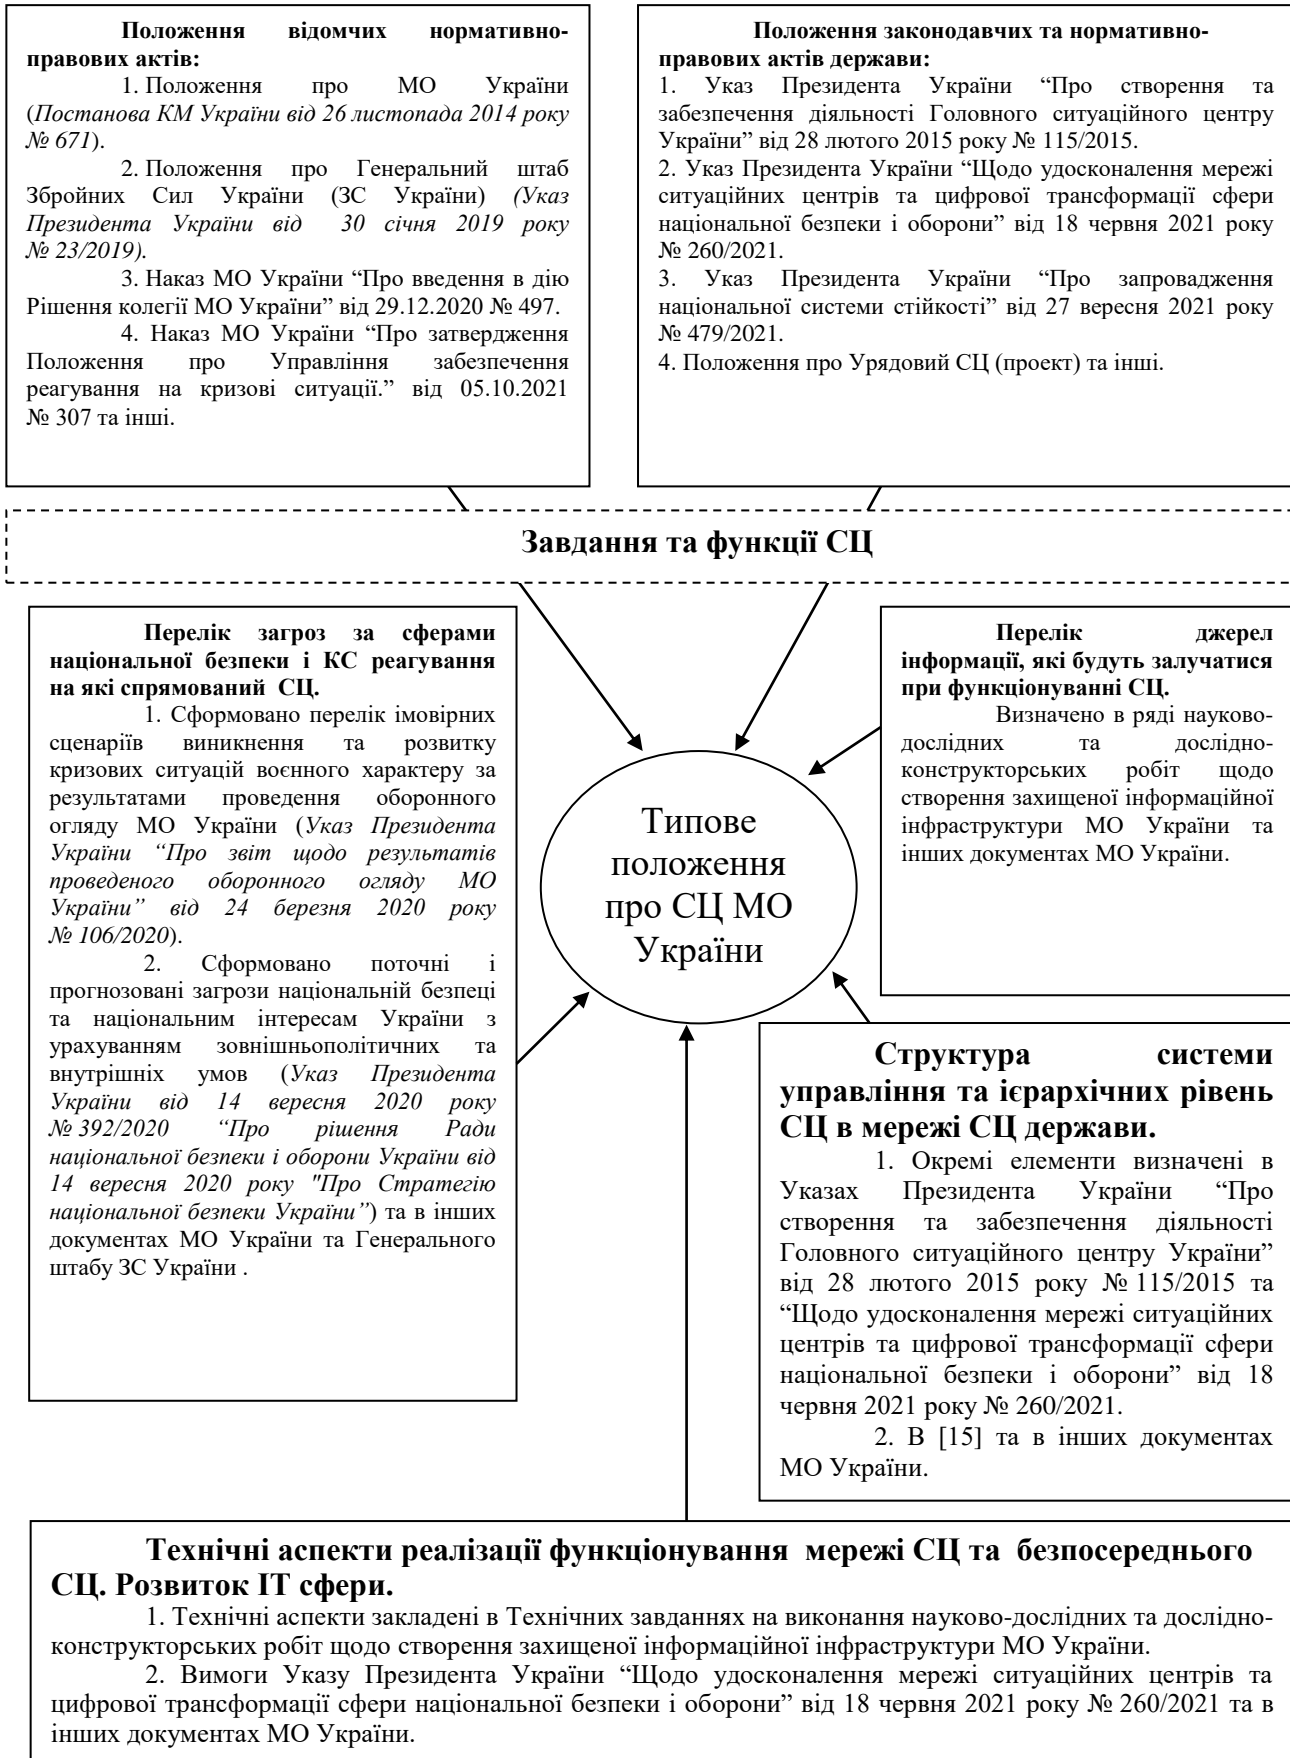 Положення відомчих нормативно-
правових актів:
1. Положення про МО України
(Постанова КМ України від 26 листопада 2014 року
№ 671).
2. Положення про Генеральний штаб
Збройних Сил України (ЗС України) (Указ
Президента України від 30 січня 2019 року
№ 23/2019).
3. Наказ МО України “Про введення в дію
Рішення колегії МО України” від 29.12.2020 № 497.
4. Наказ МО України “Про затвердження
Положення про Управління забезпечення
реагування на кризові ситуації.” від 05.10.2021
№ 307 та інші.
Положення законодавчих та нормативно-
правових актів держави:
1. Указ Президента України “Про створення та
забезпечення діяльності Головного ситуаційного центру
України” від 28 лютого 2015 року № 115/2015.
2. Указ Президента України “Щодо удосконалення мережі
ситуаційних центрів та цифрової трансформації сфери
національної безпеки і оборони” від 18 червня 2021 року
№ 260/2021.
3. Указ Президента України “Про запровадження
національної системи стійкості” від 27 вересня 2021 року
№ 479/2021.
4. Положення про Урядовий СЦ (проект) та інші.
Завдання та функції СЦ
Перелік загроз за сферами
національної безпеки і КС реагування
на які спрямований СЦ.
1. Сформовано перелік імовірних
сценаріїв виникнення та розвитку
кризових ситуацій воєнного характеру за
результатами проведення оборонного
огляду МО України (Указ Президента
України “Про звіт щодо результатів
проведеного оборонного огляду МО
України” від 24 березня 2020 року
№ 106/2020).
2. Сформовано поточні і
прогнозовані загрози національній безпеці
та національним інтересам України з
урахуванням зовнішньополітичних та
внутрішніх умов (Указ Президента
України від 14 вересня 2020 року
№ 392/2020 “Про рішення Ради
національної безпеки і оборони України від
14 вересня 2020 року "Про Стратегію
національної безпеки України”) та в інших
документах МО України та Генерального
штабу ЗС України .
Типове
положення
про СЦ МО
України
Перелік джерел
інформації, які будуть залучатися
при функціонуванні СЦ.
Визначено в ряді науково-
дослідних та дослідно-
конструкторських робіт щодо
створення захищеної інформаційної
інфраструктури МО України та
інших документах МО України.
Структура системи
управління та ієрархічних рівень
СЦ в мережі СЦ держави.
1. Окремі елементи визначені в
Указах Президента України “Про
створення та забезпечення діяльності
Головного ситуаційного центру України”
від 28 лютого 2015 року № 115/2015 та
“Щодо удосконалення мережі ситуаційних
центрів та цифрової трансформації сфери
національної безпеки і оборони” від 18
червня 2021 року № 260/2021.
2. В [15] та в інших документах
МО України.
Технічні аспекти реалізації функціонування мережі СЦ та безпосереднього
СЦ. Розвиток ІТ сфери.
1. Технічні аспекти закладені в Технічних завданнях на виконання науково-дослідних та дослідно-
конструкторських робіт щодо створення захищеної інформаційної інфраструктури МО України.
2. Вимоги Указу Президента України “Щодо удосконалення мережі ситуаційних центрів та
цифрової трансформації сфери національної безпеки і оборони” від 18 червня 2021 року № 260/2021 та в
інших документах МО України.